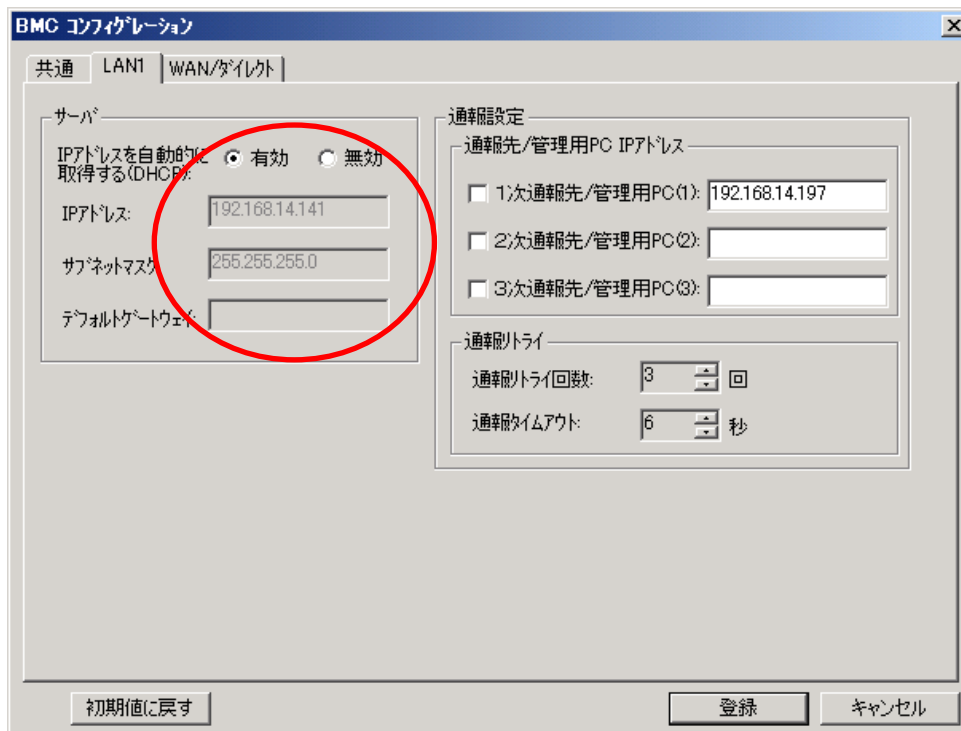 BMC コンフィグレーション
共通
LAN1
WAN/ダイレクト
サーバ
IPアドレスを自動的に
取得する(DHCP):
有効
無効
IPアドレス:
192.168.14.141
サブネットマスク
255.255.255.0
デフォルトゲートウェイ:
通報設定
通報先/管理用PC IPアドレス
1次通報先/管理用PC(1):
192.168.14.197
2次通報先/管理用PC(2):
3次通報先/管理用PC(3):
通報リトライ
通報リトライ回数:
3
回
通報タイムアウト:
6
秒
初期値に戻す
登録
キャンセル